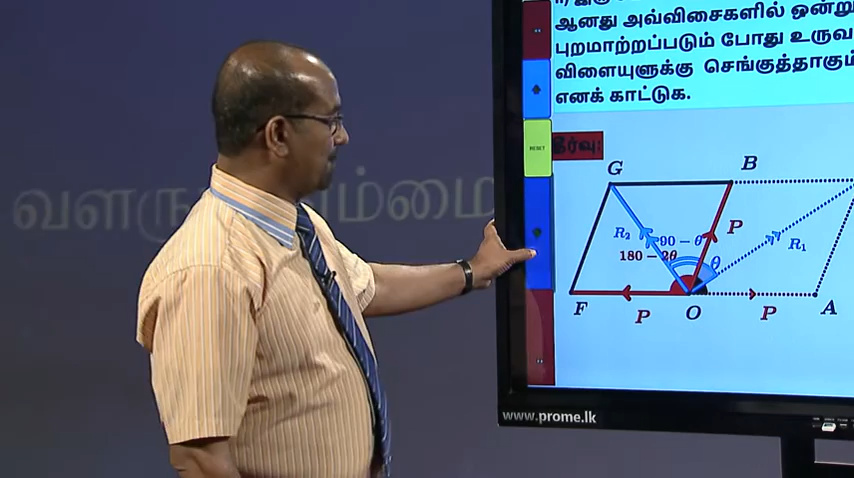 ஆனது அவ்விசைகளில் ஒன்று
புறமாற்றப்படும் போது உருவ
விளையுளுக்கு செங்குத்தாகும்
எனக் காட்டுக.
RESET
தீர்வு:
G B
R₂ 90 − θ P
180 − 2θ θ R₁
F P O P A
www.prome.lk